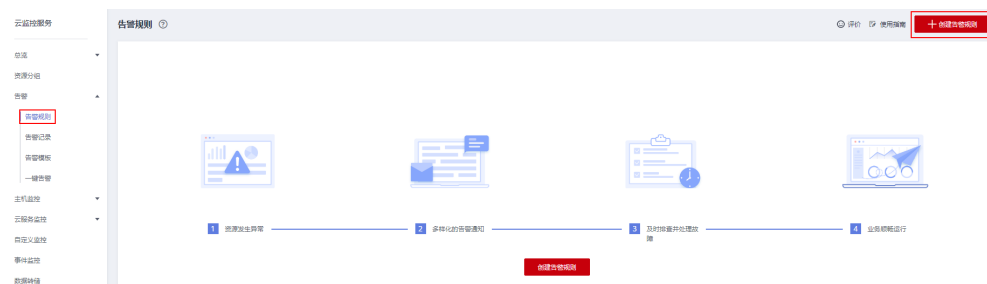 云监控服务
告警规则
评价
使用指南
创建告警规则
总览
资源分组
告警
告警规则
告警记录
告警模板
一键告警
主机监控
云服务监控
自定义监控
事件监控
数据转储
1 资源发生异常
2 多样化的告警通知
3 及时排查并处理故
障
4 业务顺畅运行
创建告警规则